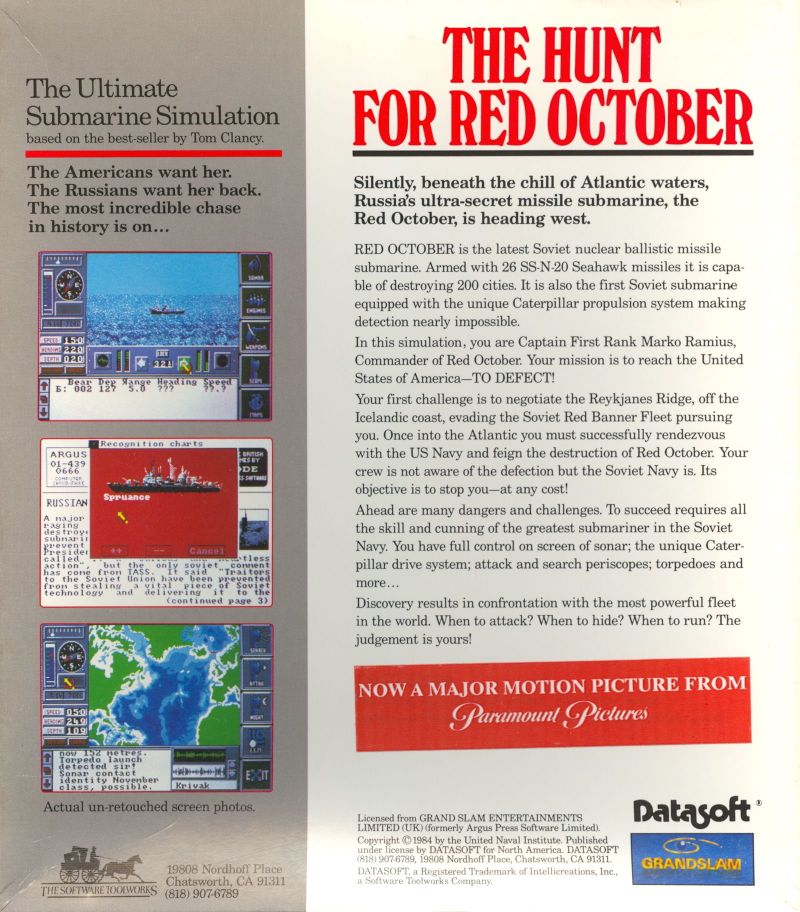 The Ultimate
Submarine Simulation
based on the best-seller by Tom Clancy.
The Americans want her.
The Russians want her back.
The most incredible chase
in history is on...
SONAR
ENGINES
WEAPONS
MAPS
SPEED 150
HEADING 220
DEPTH 020
321
Bear Dep Range Heading Speed
Б: 002 127 5.0 ??? ??.?
Recognition charts
ARGUS
01-439
0666
Spruance
++ -- Cancel
RUSSIAN
A major
raging
destroye
submarin
prevent
Presiden
called
action", but the only soviet comment
has come from TASS. It said "Traitors
to the Soviet Union have been prevented
from stealing a vital piece of Soviet
technology and delivering it to the
(continued page 3)
SPEED 050
HEADING 249
DEPTH 109
now 152 metres.
Torpedo launch
detected sir!
Sonar contact
identity November
class, possible.
Krivak
EXIT
Actual un-retouched screen photos.
THE SOFTWARE TOOLWORKS
19808 Nordhoff Place
Chatsworth, CA 91311
(818) 907-6789
THE HUNT
FOR RED OCTOBER
Silently, beneath the chill of Atlantic waters,
Russia's ultra-secret missile submarine, the
Red October, is heading west.
RED OCTOBER is the latest Soviet nuclear ballistic missile
submarine. Armed with 26 SS-N-20 Seahawk missiles it is capa-
ble of destroying 200 cities. It is also the first Soviet submarine
equipped with the unique Caterpillar propulsion system making
detection nearly impossible.
In this simulation, you are Captain First Rank Marko Ramius,
Commander of Red October. Your mission is to reach the United
States of America—TO DEFECT!
Your first challenge is to negotiate the Reykjanes Ridge, off the
Icelandic coast, evading the Soviet Red Banner Fleet pursuing
you. Once into the Atlantic you must successfully rendezvous
with the US Navy and feign the destruction of Red October. Your
crew is not aware of the defection but the Soviet Navy is. Its
objective is to stop you—at any cost!
Ahead are many dangers and challenges. To succeed requires all
the skill and cunning of the greatest submariner in the Soviet
Navy. You have full control on screen of sonar; the unique Cater-
pillar drive system; attack and search periscopes; torpedoes and
more...
Discovery results in confrontation with the most powerful fleet
in the world. When to attack? When to hide? When to run? The
judgement is yours!
NOW A MAJOR MOTION PICTURE FROM
Paramount Pictures
Licensed from GRAND SLAM ENTERTAINMENTS
LIMITED (UK) (formerly Argus Press Software Limited).
Copyright ©1984 by the United Naval Institute. Published
under license by DATASOFT for North America. DATASOFT
(818) 907-6789, 19808 Nordhoff Place, Chatsworth, CA 91311.
DATASOFT, a Registered Trademark of Intellicreations, Inc.,
a Software Toolworks Company.
Datasoft®
GRANDSLAM